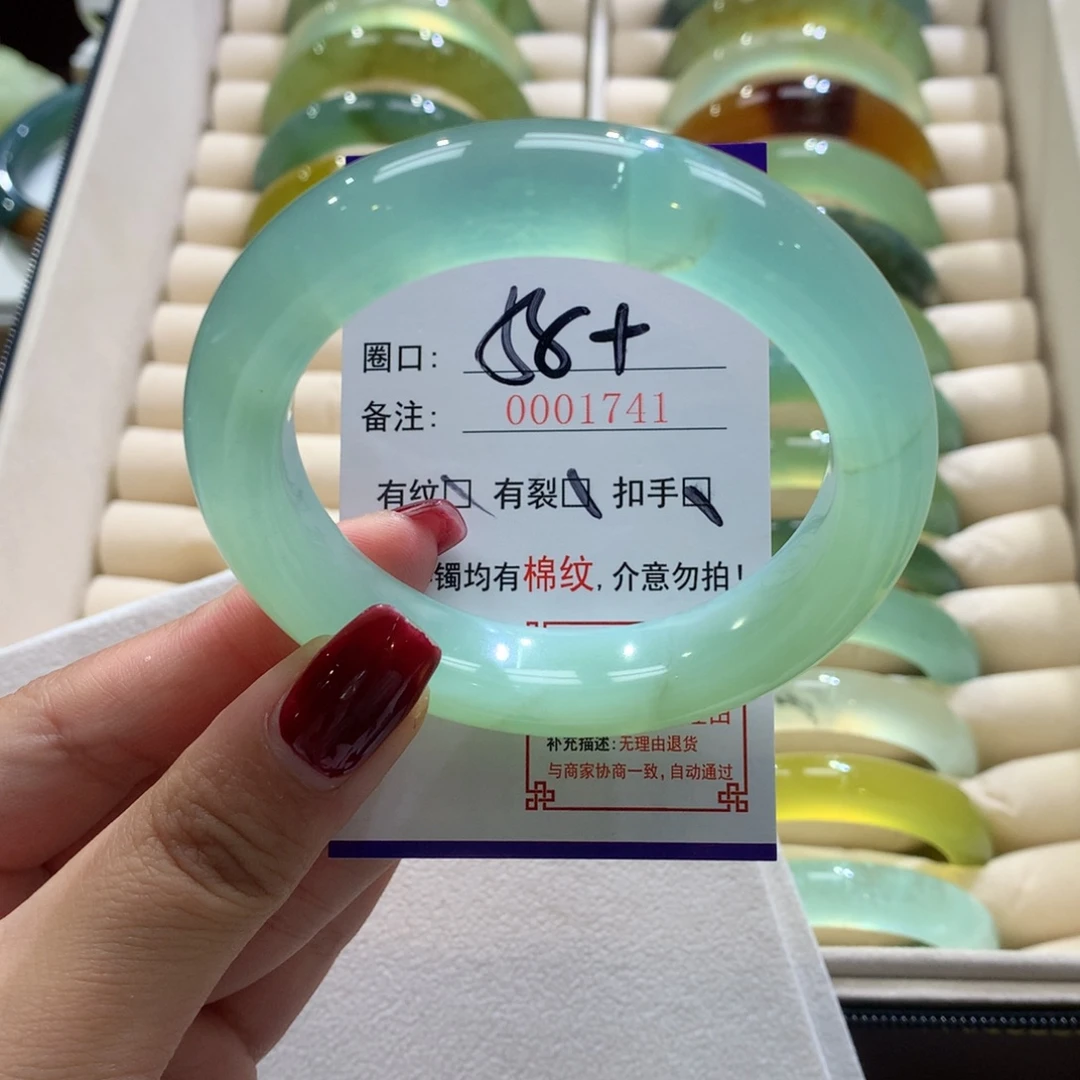 圈口: 58+
备注: 0001741
有纹□ 有裂□ 扣手□
镯均有棉纹,介意勿拍!
理由
补充描述:无理由退货
与商家协商一致,自动通过